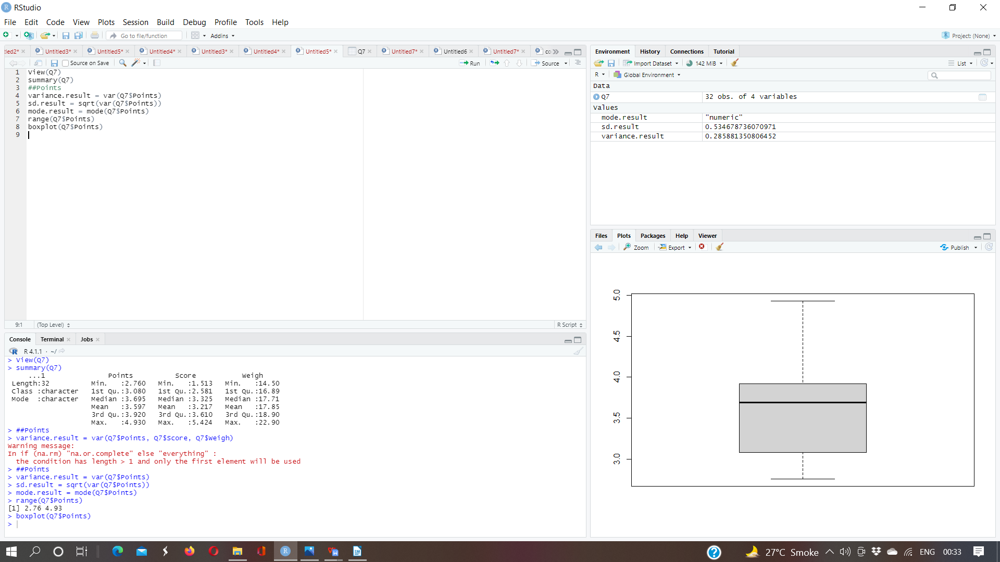 RStudio
File Edit Code View Plots Session Build Debug Profile Tools Help
Go to file/function Addins Project: (None)
tled2* Untitled3* Untitled5* Untitled4* Untitled3* Untitled4* Untitled5* Q7 Untitled7* Untitled6 Untitled7* co
Source on Save Run Source
1 View(Q7)
2 summary(Q7)
3 ##Points
4 variance.result = var(Q7$Points)
5 sd.result = sqrt(var(Q7$Points))
6 mode.result = mode(Q7$Points)
7 range(Q7$Points)
8 boxplot(Q7$Points)
9
9:1 (Top Level) R Script
Console Terminal Jobs
R 4.1.1 · ~/
> View(Q7)
> summary(Q7)
...1 Points Score Weigh
Length:32 Min. :2.760 Min. :1.513 Min. :14.50
Class :character 1st Qu.:3.080 1st Qu.:2.581 1st Qu.:16.89
Mode :character Median :3.695 Median :3.325 Median :17.71
Mean :3.597 Mean :3.217 Mean :17.85
3rd Qu.:3.920 3rd Qu.:3.610 3rd Qu.:18.90
Max. :4.930 Max. :5.424 Max. :22.90
> ##Points
> variance.result = var(Q7$Points, Q7$Score, Q7$Weigh)
Warning message:
In if (na.rm) "na.or.complete" else "everything" :
the condition has length > 1 and only the first element will be used
> ##Points
> variance.result = var(Q7$Points)
> sd.result = sqrt(var(Q7$Points))
> mode.result = mode(Q7$Points)
> range(Q7$Points)
[1] 2.76 4.93
> boxplot(Q7$Points)
>
Environment History Connections Tutorial
Import Dataset 142 MiB List
R Global Environment
Data
Q7 32 obs. of 4 variables
Values
mode.result "numeric"
sd.result 0.534678736070971
variance.result 0.285881350806452
Files Plots Packages Help Viewer
Zoom Export Publish
5.0
4.5
4.0
3.5
3.0
27°C Smoke ENG 00:33